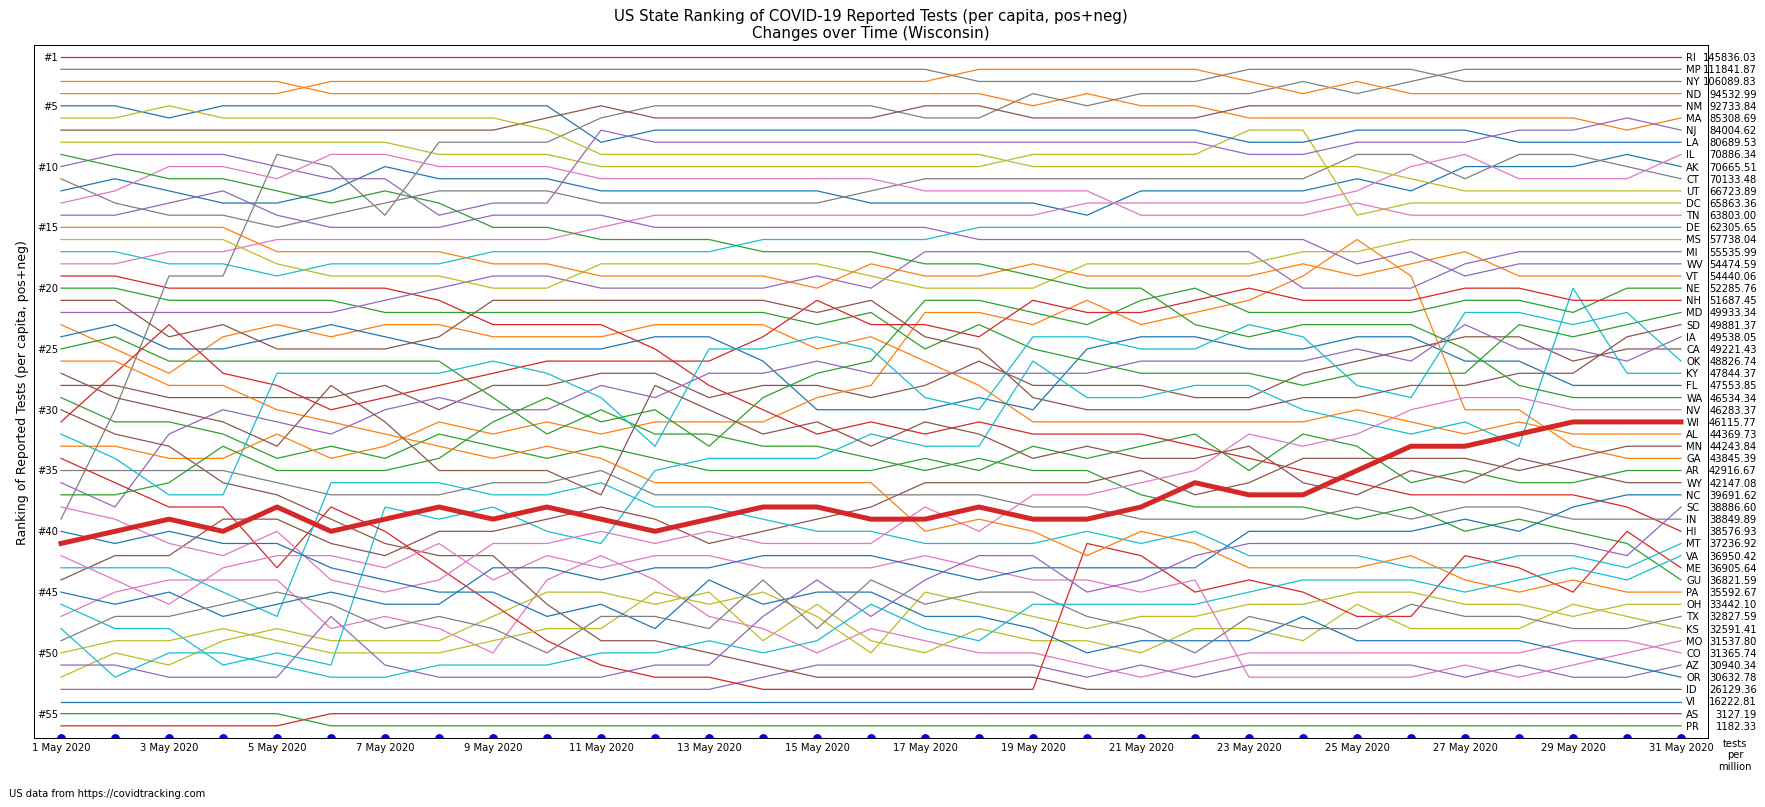 US State Ranking of COVID-19 Reported Tests (per capita, pos+neg)
Changes over Time (Wisconsin)
Ranking of Reported Tests (per capita, pos+neg)
#1
#5
#10
#15
#20
#25
#30
#35
#40
#45
#50
#55
RI 145836.03
MP 111841.87
NY 106089.83
ND 94532.99
NM 92733.84
MA 85308.69
NJ 84004.62
LA 80689.53
IL 70886.34
AK 70665.51
CT 70133.48
UT 66723.89
DC 65863.36
TN 63803.00
DE 62305.65
MS 57738.04
MI 55535.99
WV 54474.59
VT 54440.06
NE 52285.76
NH 51687.45
MD 49933.34
SD 49881.37
IA 49538.05
CA 49221.43
OK 48826.74
KY 47844.37
FL 47553.85
WA 46534.34
NV 46283.37
WI 46115.77
AL 44369.73
MN 44243.84
GA 43845.39
AR 42916.67
WY 42147.08
NC 39691.62
SC 38886.60
IN 38849.89
HI 38576.93
MT 37236.92
VA 36950.42
ME 36905.64
GU 36821.59
PA 35592.67
OH 33442.10
TX 32827.59
KS 32591.41
MO 31537.80
CO 31365.74
AZ 30940.34
OR 30632.78
ID 26129.36
VI 16222.81
AS 3127.19
PR 1182.33
1 May 2020 3 May 2020 5 May 2020 7 May 2020 9 May 2020 11 May 2020 13 May 2020 15 May 2020 17 May 2020 19 May 2020 21 May 2020 23 May 2020 25 May 2020 27 May 2020 29 May 2020 31 May 2020
tests
per
million
US data from https://covidtracking.com